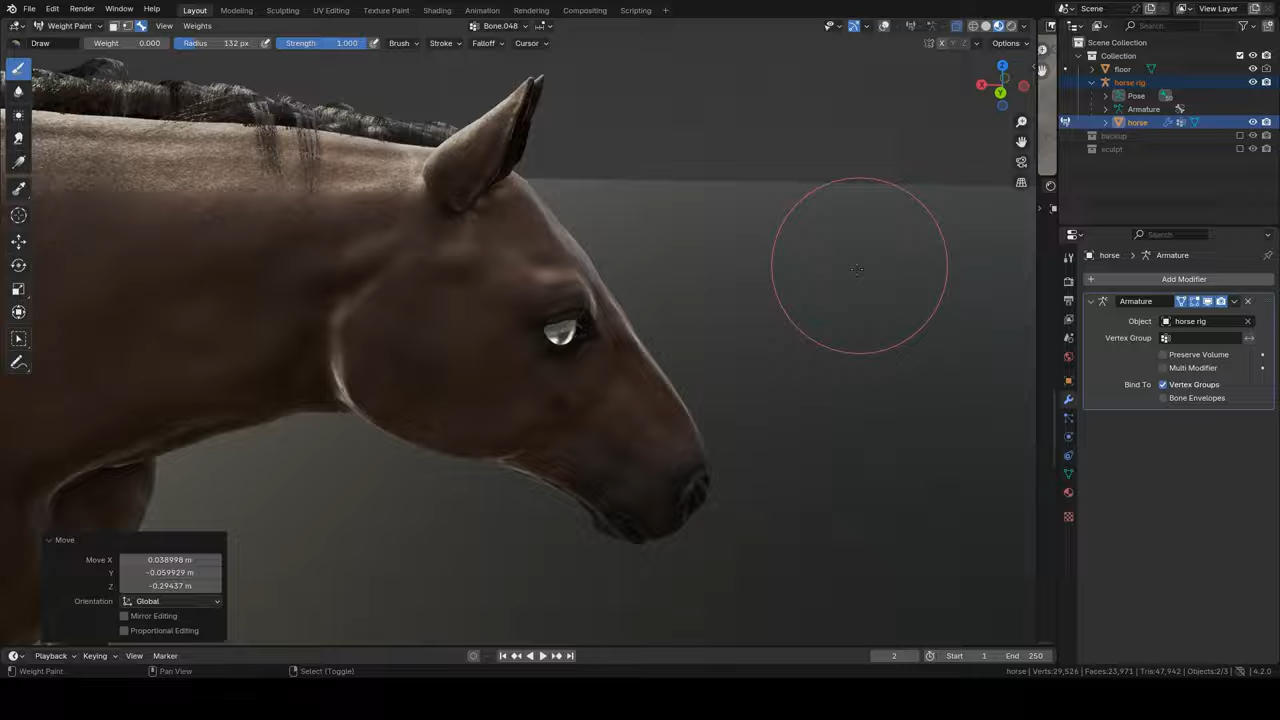 File Edit Render Window Help Layout Modeling Sculpting UV Editing Texture Paint Shading Animation Rendering Compositing Scripting + Scene View Layer
Weight Paint View Weights Bone.048 Search...
Draw Weight 0.000 Radius 132 px Strength 1.000 Brush Stroke Falloff Cursor X Y Z Options
Scene Collection
Collection
floor
horse rig
Pose
Armature
horse
backup
sculpt
Z
X
Y
Search
horse > Armature
+ Add Modifier
Armature
Object horse rig
Vertex Group
Preserve Volume
Multi Modifier
Bind To Vertex Groups
Bone Envelopes
Move
Move X 0.038998 m
Y -0.059929 m
Z -0.29437 m
Orientation Global
Mirror Editing
Proportional Editing
Playback Keying View Marker 2 Start 1 End 250
Weight Paint... Pan View Select (Toggle) horse | Verts:29,526 | Faces:23,971 | Tris:47,942 | Objects:2/3 | 4.2.0